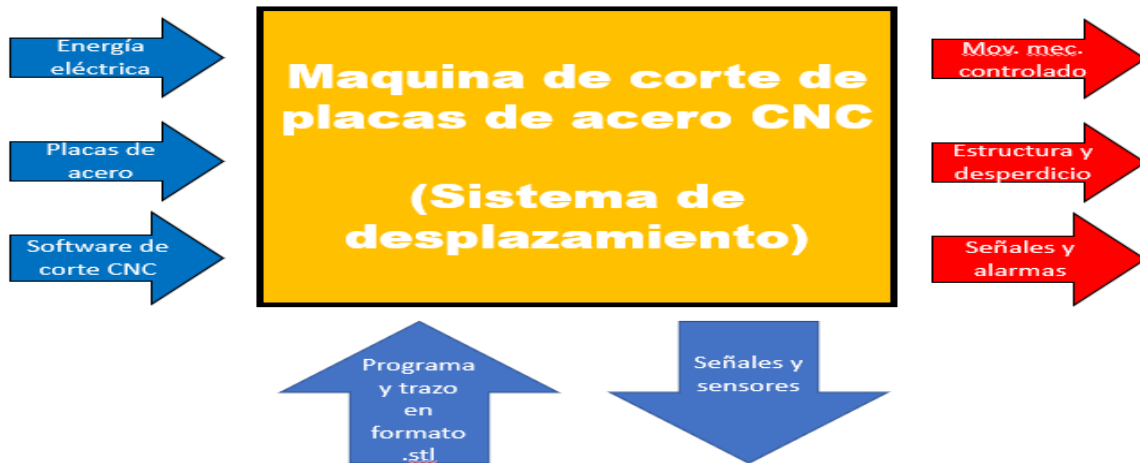 Energía
eléctrica
Placas de
acero
Software de
corte CNC
Maquina de corte de
placas de acero CNC
(Sistema de
desplazamiento)
Mov. mec.
controlado
Estructura y
desperdicio
Señales y
alarmas
Programa
y trazo
en
formato
.stl
Señales y
sensores